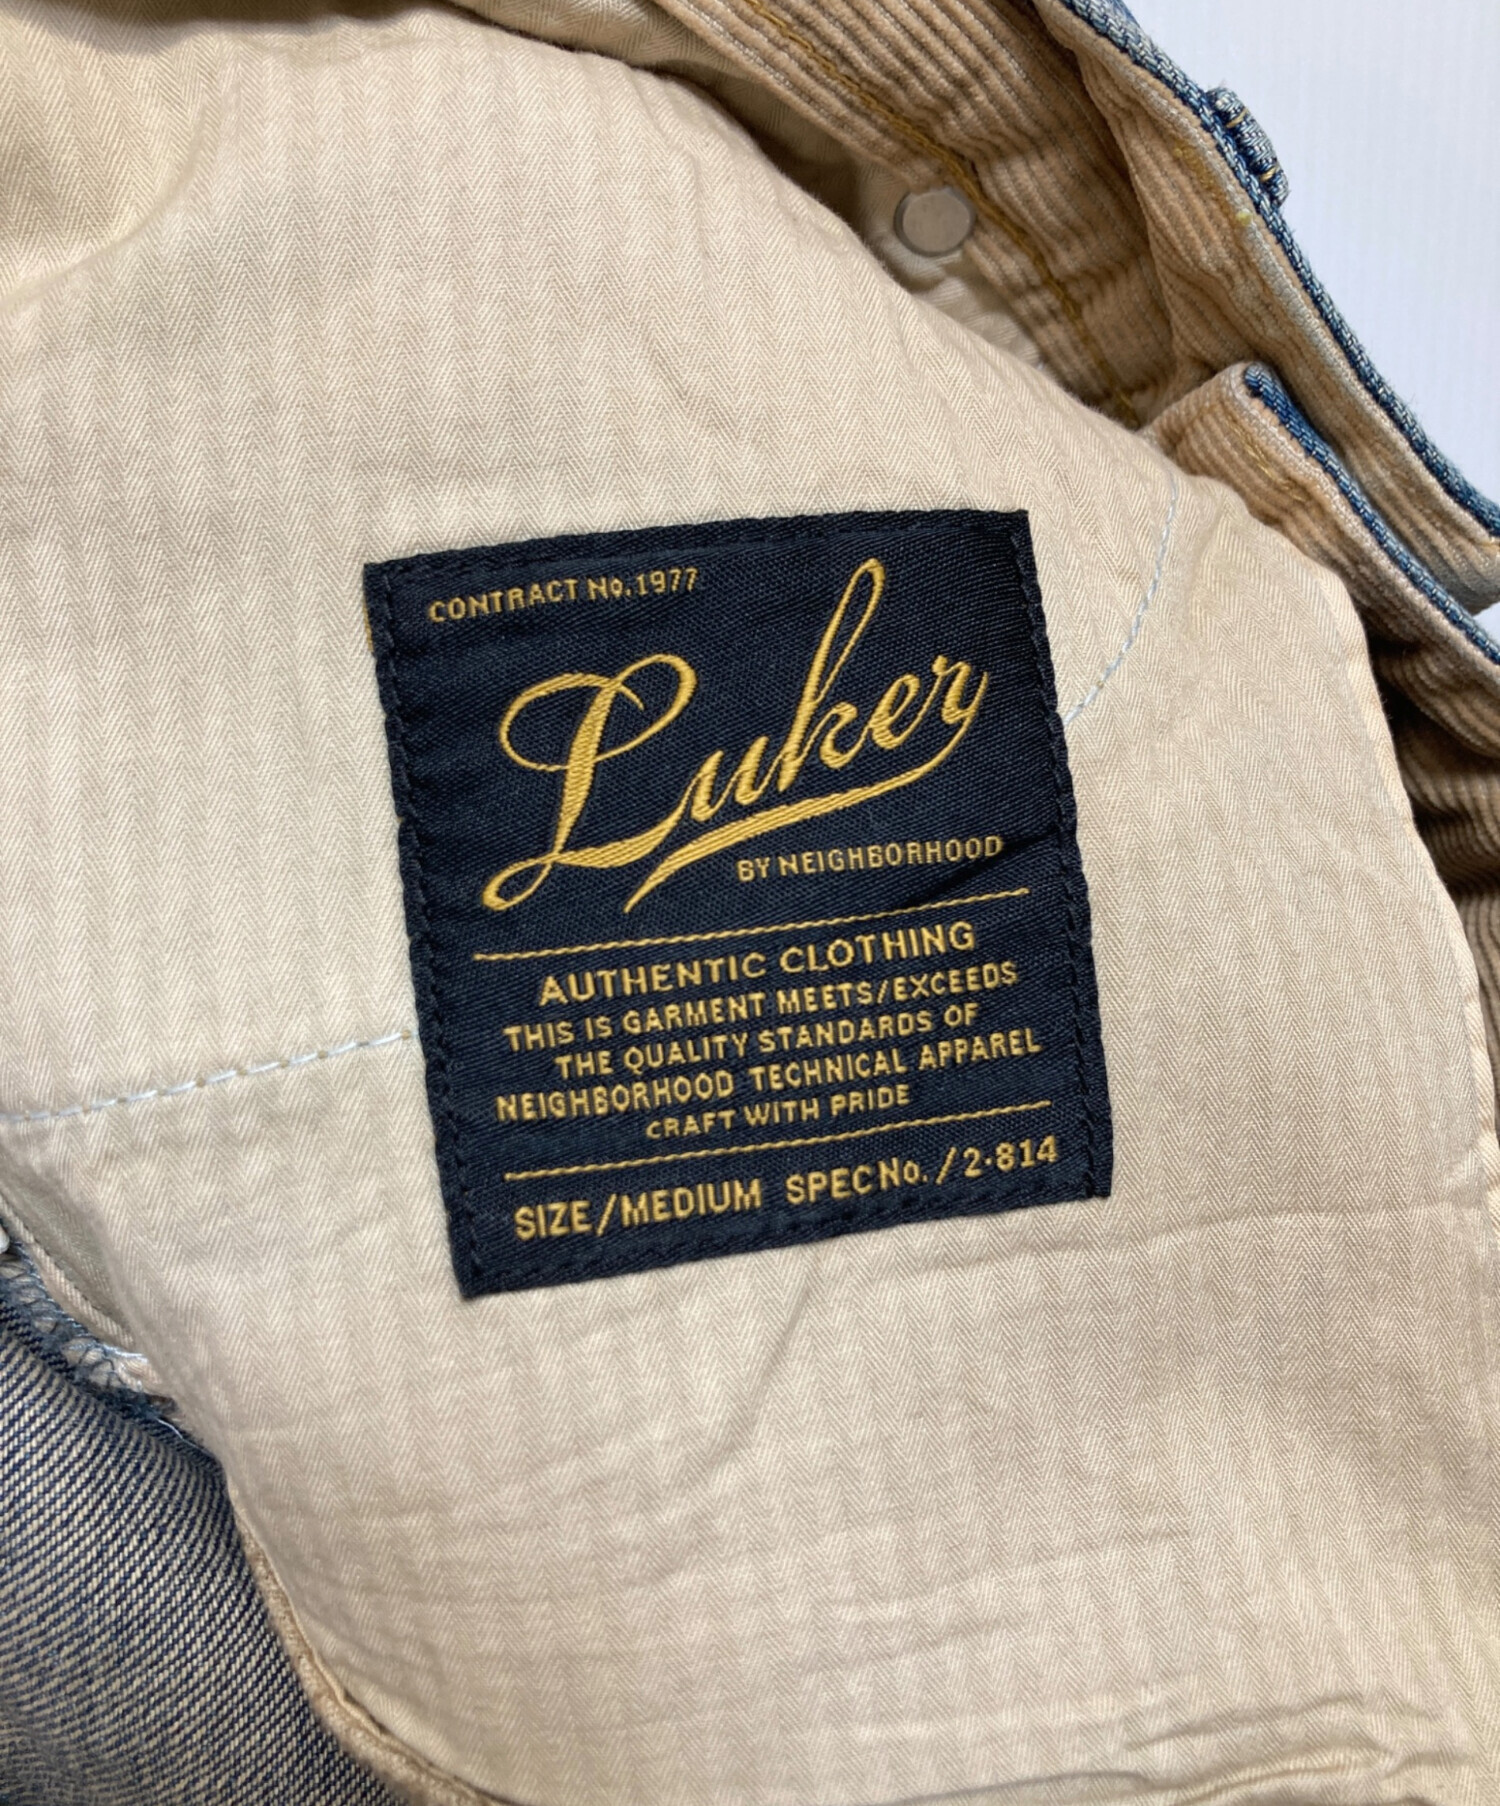 CONTRACT No.1977
Luker
BY NEIGHBORHOOD
AUTHENTIC CLOTHING
THIS IS GARMENT MEETS/EXCEEDS
THE QUALITY STANDARDS OF
NEIGHBORHOOD TECHNICAL APPAREL
CRAFT WITH PRIDE
SIZE/MEDIUM SPEC No./2·814